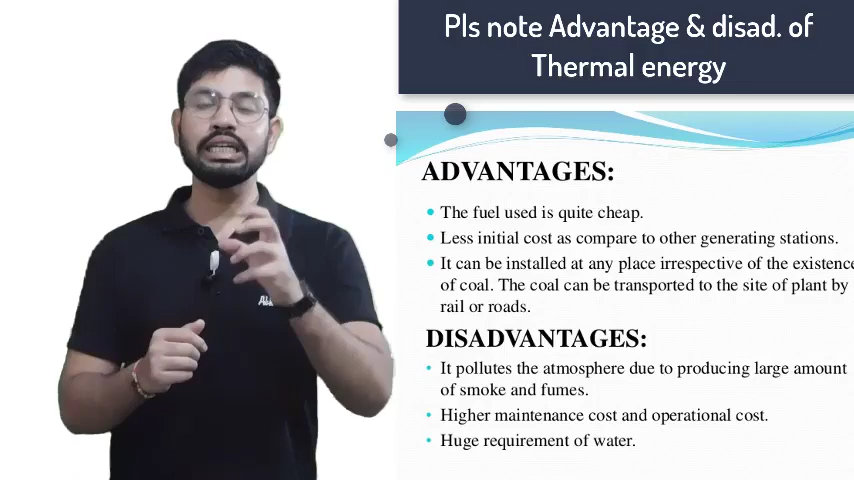 Pls note Advantage & disad. of
Thermal energy
ADVANTAGES:
• The fuel used is quite cheap.
• Less initial cost as compare to other generating stations.
• It can be installed at any place irrespective of the existence
of coal. The coal can be transported to the site of plant by
rail or roads.
DISADVANTAGES:
• It pollutes the atmosphere due to producing large amount
of smoke and fumes.
• Higher maintenance cost and operational cost.
• Huge requirement of water.